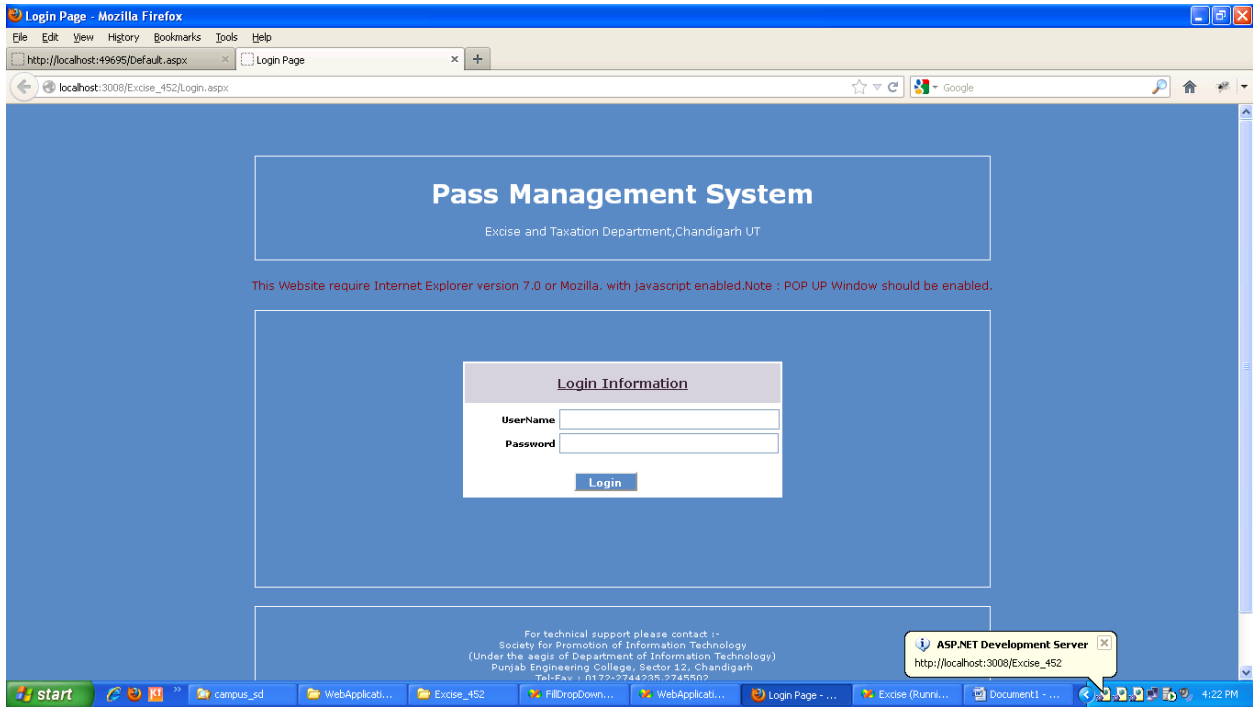 Login Page - Mozilla Firefox
File Edit View History Bookmarks Tools Help
http://localhost:49695/Default.aspx Login Page
localhost:3008/Excise_452/Login.aspx Google
Pass Management System
Excise and Taxation Department,Chandigarh UT
This Website require Internet Explorer version 7.0 or Mozilla. with javascript enabled.Note : POP UP Window should be enabled.
Login Information
UserName
Password
Login
For technical support please contact :-
Society for Promotion of Information Technology
(Under the aegis of Department of Information Technology)
Punjab Engineering College, Sector 12, Chandigarh
Tel-Fax : 0172-2744235,2745502
ASP.NET Development Server
http://localhost:3008/Excise_452
start campus_sd WebApplicati... Excise_452 FillDropDown... WebApplicati... Login Page - ... Excise (Runni... Document1 - ... 4:22 PM